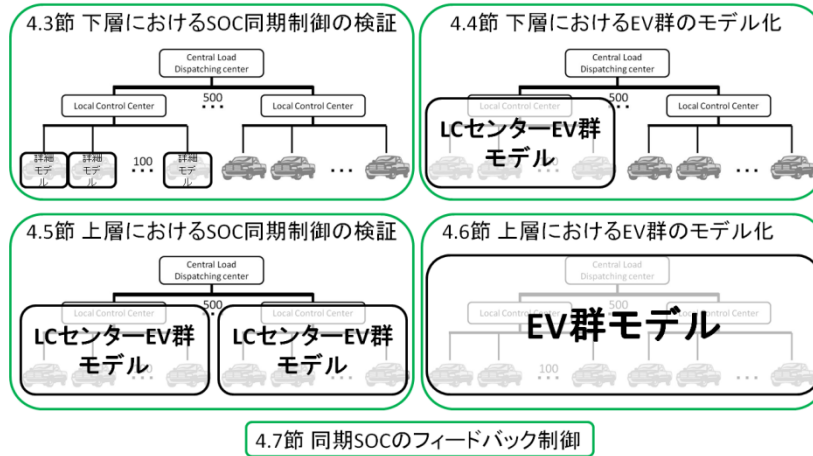 4.3節 下層におけるSOC同期制御の検証
Central Load
Dispatching center
Local Control Center
500
...
Local Control Center
詳細
モデル
詳細
モデル
100
...
詳細
モデル
...
4.4節 下層におけるEV群のモデル化
Central Load
Dispatching center
Local Control Center
500
...
Local Control Center
LCセンターEV群
モデル
...
4.5節 上層におけるSOC同期制御の検証
Central Load
Dispatching center
500
LCセンターEV群
モデル
LCセンターEV群
モデル
4.6節 上層におけるEV群のモデル化
Central Load
Dispatching center
Local Control Center
500
Local Control Center
EV群モデル
100
...
...
4.7節 同期SOCのフィードバック制御